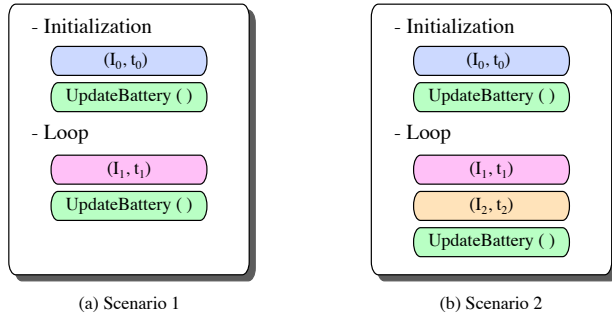 - Initialization
(I₀, t₀)
UpdateBattery ( )
- Loop
(I₁, t₁)
UpdateBattery ( )
(a) Scenario 1
- Initialization
(I₀, t₀)
UpdateBattery ( )
- Loop
(I₁, t₁)
(I₂, t₂)
UpdateBattery ( )
(b) Scenario 2